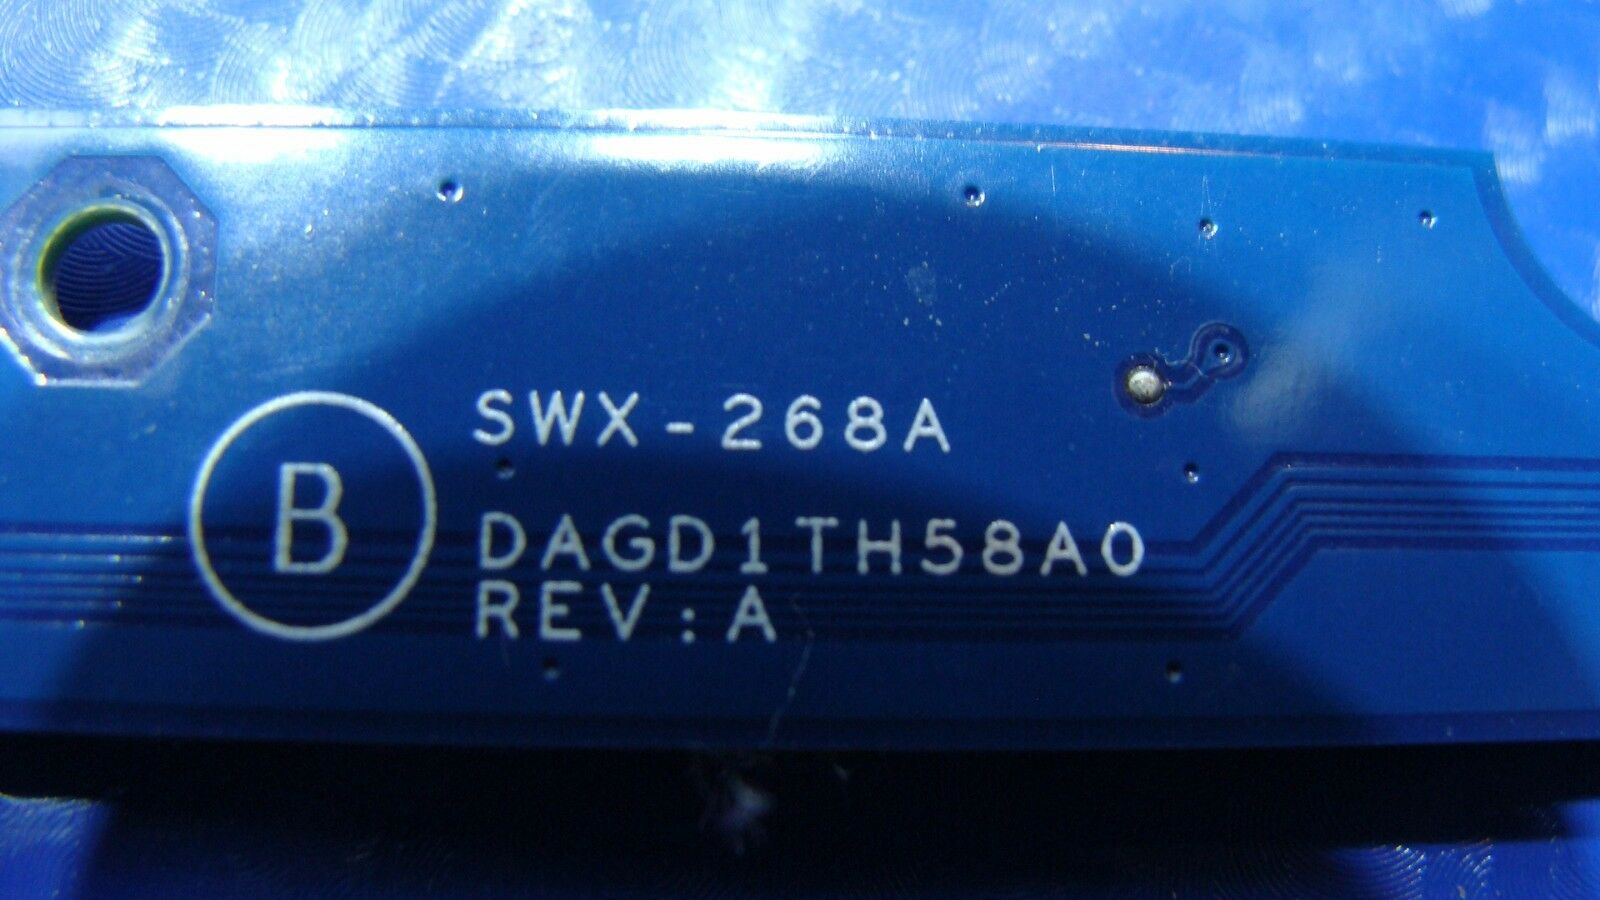 SWX-268A
B
DAGD1TH58A0
REV:A